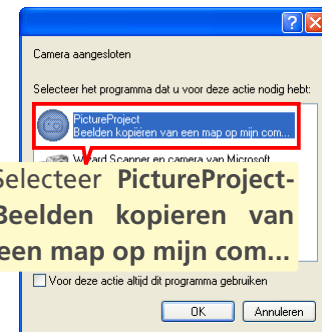 Camera aangesloten
Selecteer het programma dat u voor deze actie nodig hebt:
PictureProject
Beelden kopiëren van een map op mijn com...
Wizard Scanner en camera van Microsoft
Selecteer PictureProject-
Beelden kopieren van
een map op mijn com...
Voor deze actie altijd dit programma gebruiken
OK Annuleren